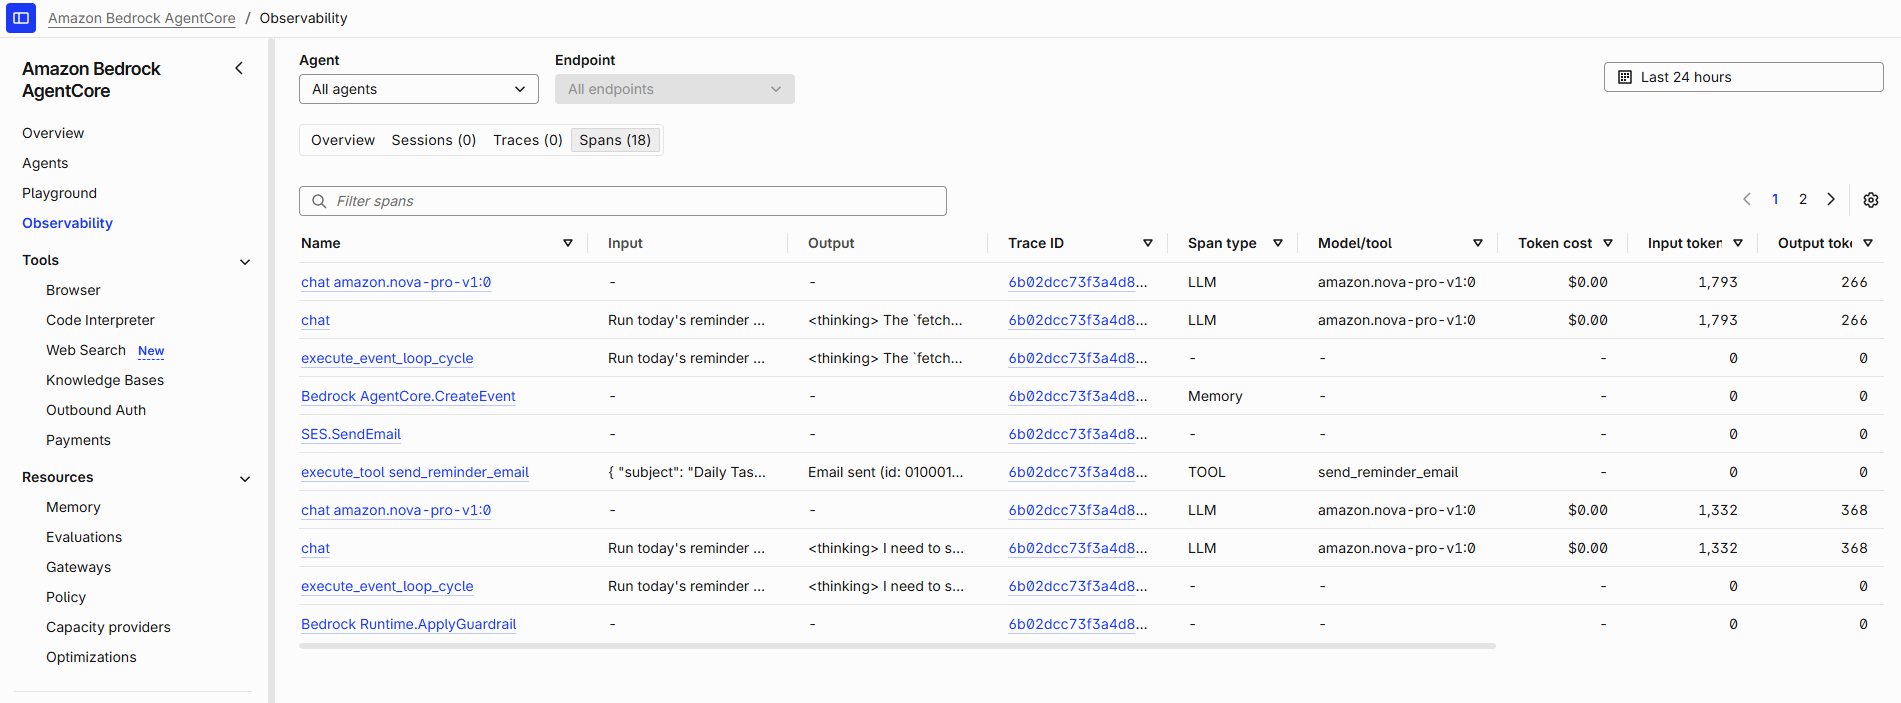 Amazon Bedrock AgentCore / Observability
Amazon Bedrock AgentCore
Overview
Agents
Playground
Observability
Tools
Browser
Code Interpreter
Web Search New
Knowledge Bases
Outbound Auth
Payments
Resources
Memory
Evaluations
Gateways
Policy
Capacity providers
Optimizations
Agent Endpoint
All agents All endpoints Last 24 hours
Overview Sessions (0) Traces (0) Spans (18)
Filter spans 1 2
Name Input Output Trace ID Span type Model/tool Token cost Input token Output toke
chat amazon.nova-pro-v1:0 - - 6b02dcc73f3a4d8... LLM amazon.nova-pro-v1:0 $0.00 1,793 266
chat Run today's reminder ... <thinking> The `fetch... 6b02dcc73f3a4d8... LLM amazon.nova-pro-v1:0 $0.00 1,793 266
execute_event_loop_cycle Run today's reminder ... <thinking> The `fetch... 6b02dcc73f3a4d8... - - - 0 0
Bedrock AgentCore.CreateEvent - - 6b02dcc73f3a4d8... Memory - - 0 0
SES.SendEmail - - 6b02dcc73f3a4d8... - - - 0 0
execute_tool send_reminder_email { "subject": "Daily Tas... Email sent (id: 010001... 6b02dcc73f3a4d8... TOOL send_reminder_email - 0 0
chat amazon.nova-pro-v1:0 - - 6b02dcc73f3a4d8... LLM amazon.nova-pro-v1:0 $0.00 1,332 368
chat Run today's reminder ... <thinking> I need to s... 6b02dcc73f3a4d8... LLM amazon.nova-pro-v1:0 $0.00 1,332 368
execute_event_loop_cycle Run today's reminder ... <thinking> I need to s... 6b02dcc73f3a4d8... - - - 0 0
Bedrock Runtime.ApplyGuardrail - - 6b02dcc73f3a4d8... - - - 0 0